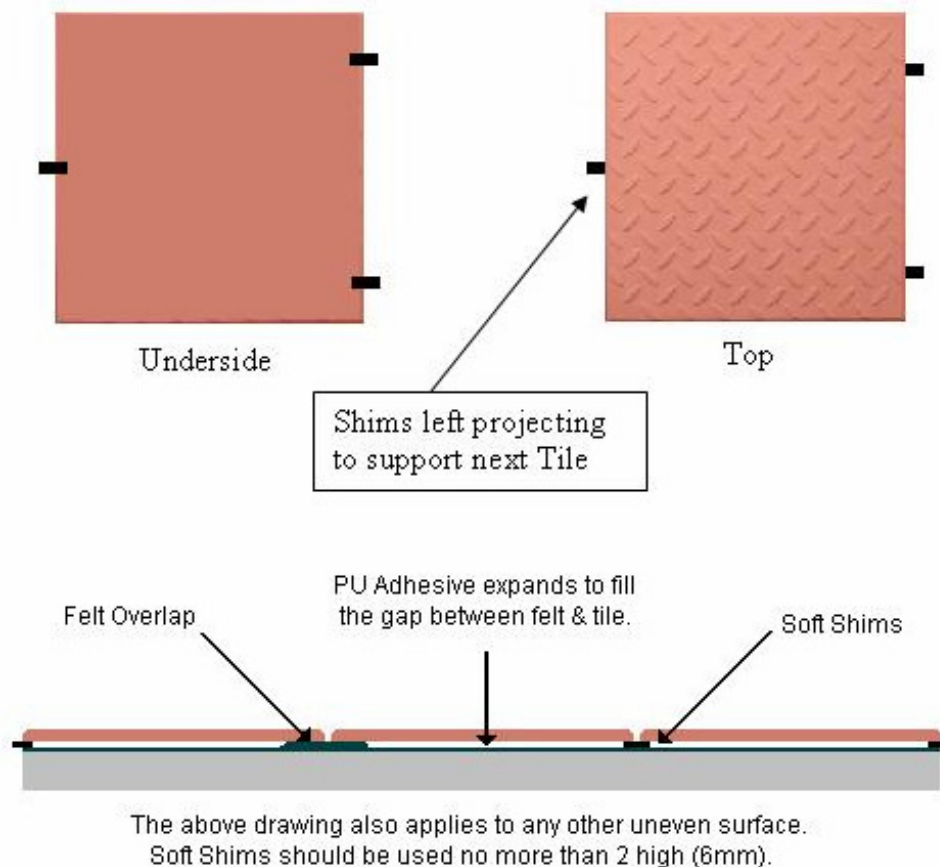 Underside
Top
Shims left projecting
to support next Tile
PU Adhesive expands to fill
the gap between felt & tile.
Felt Overlap
Soft Shims
The above drawing also applies to any other uneven surface.
Soft Shims should be used no more than 2 high (6mm).